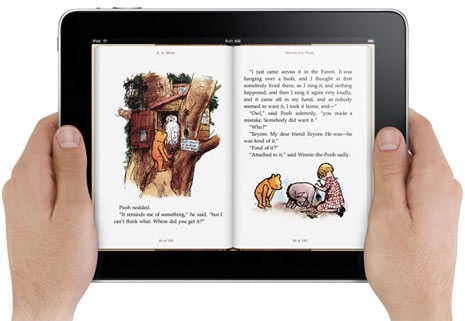 iPad
9:41 AM
A. A. Milne
Pooh nodded.
"It reminds me of something," he said, "but I
can't think what. Where did you get it?"
Winnie-the-Pooh
"I just came across it in the Forest. It was
hanging over a bush, and I thought at first
somebody lived there, so I rang it, and nothing
happened, and then I rang it again very loudly,
and it came off in my hand, and as nobody
seemed to want it, I took it home, and—"
"Owl," said Pooh solemnly, "you made a
mistake. Somebody did want it."
"Who?"
"Eeyore. My dear friend Eeyore. He was—he
was fond of it."
"Fond of it?"
"Attached to it," said Winnie-the-Pooh sadly.